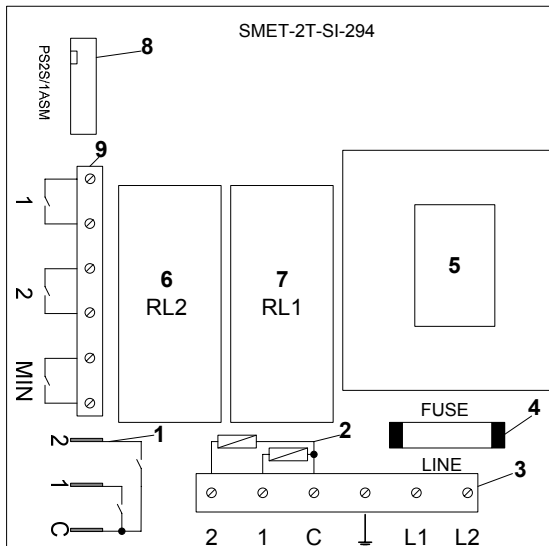 SMET-2T-SI-294
8
PS2S/1ASM
9
1
2
MIN
6
RL2
7
RL1
5
FUSE
4
2
1
C
1
2
LINE
3
2 1 C L1 L2